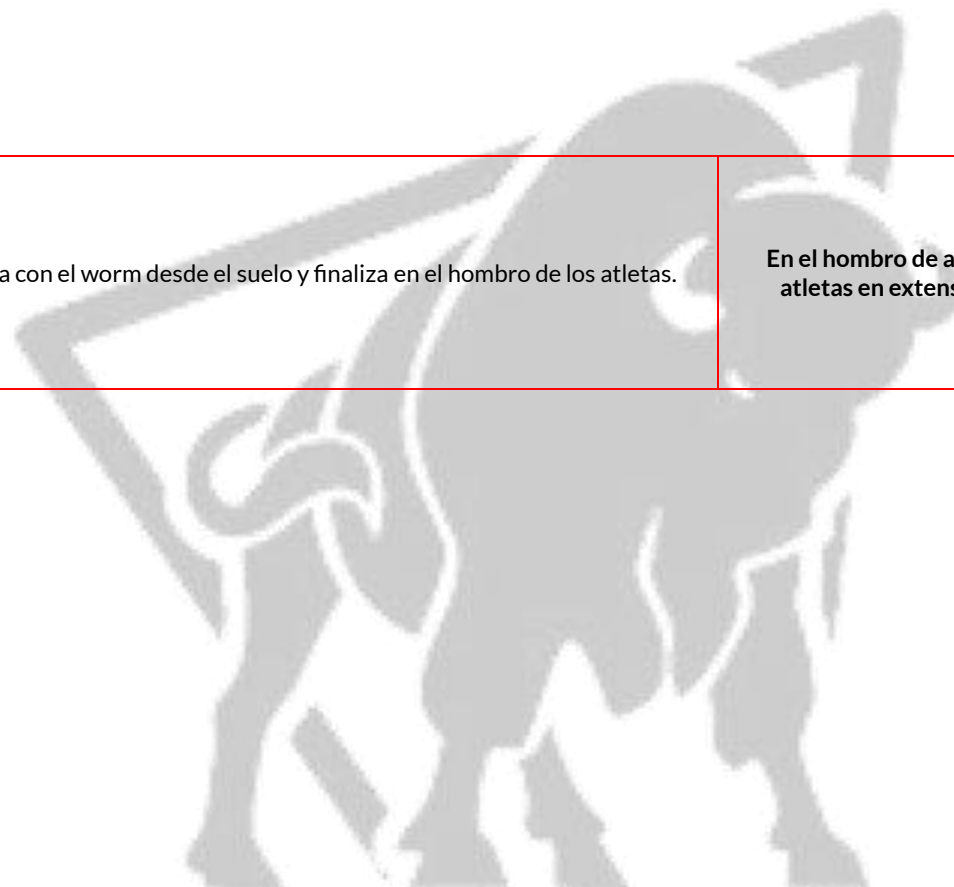 a con el worm desde el suelo y finaliza en el hombro de los atletas.
En el hombro de a
atletas en extens